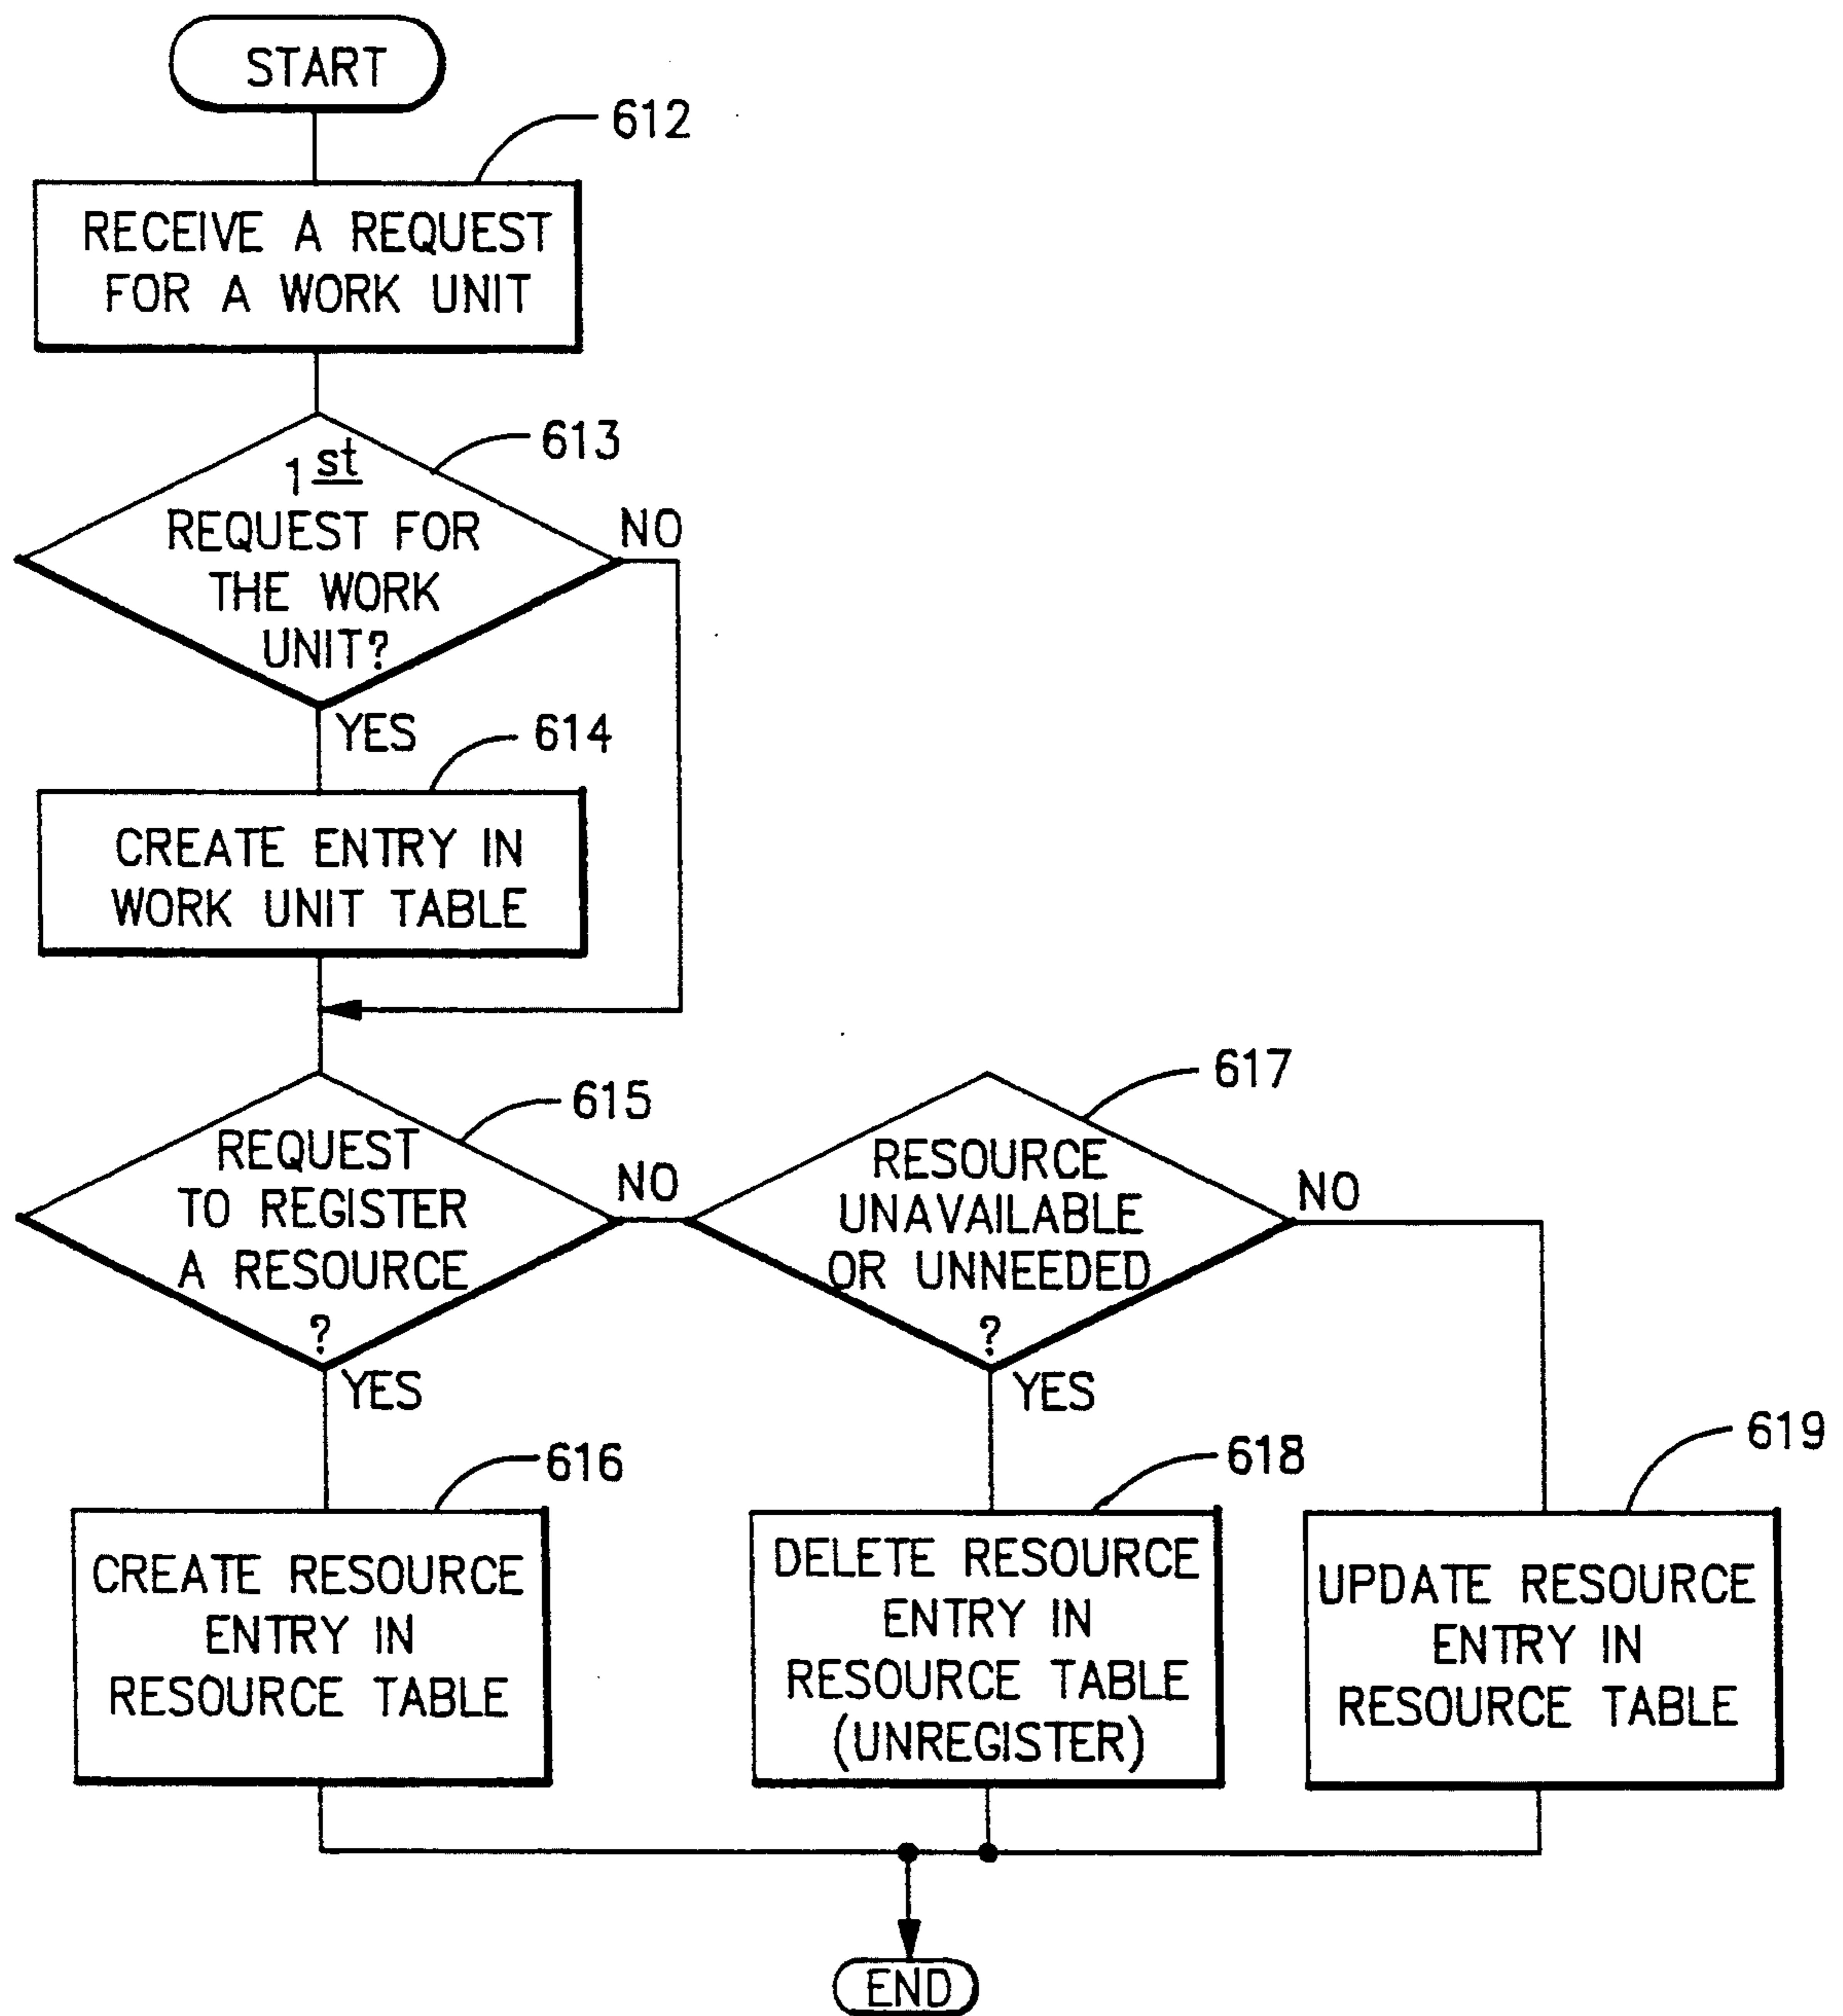 START
612
RECEIVE A REQUEST
FOR A WORK UNIT
613
1st
REQUEST FOR
THE WORK
UNIT?
NO
YES
614
CREATE ENTRY IN
WORK UNIT TABLE
615
REQUEST
TO REGISTER
A RESOURCE
?
NO
YES
617
RESOURCE
UNAVAILABLE
OR UNNEEDED
?
NO
YES
616
CREATE RESOURCE
ENTRY IN
RESOURCE TABLE
618
DELETE RESOURCE
ENTRY IN
RESOURCE TABLE
(UNREGISTER)
619
UPDATE RESOURCE
ENTRY IN
RESOURCE TABLE
END